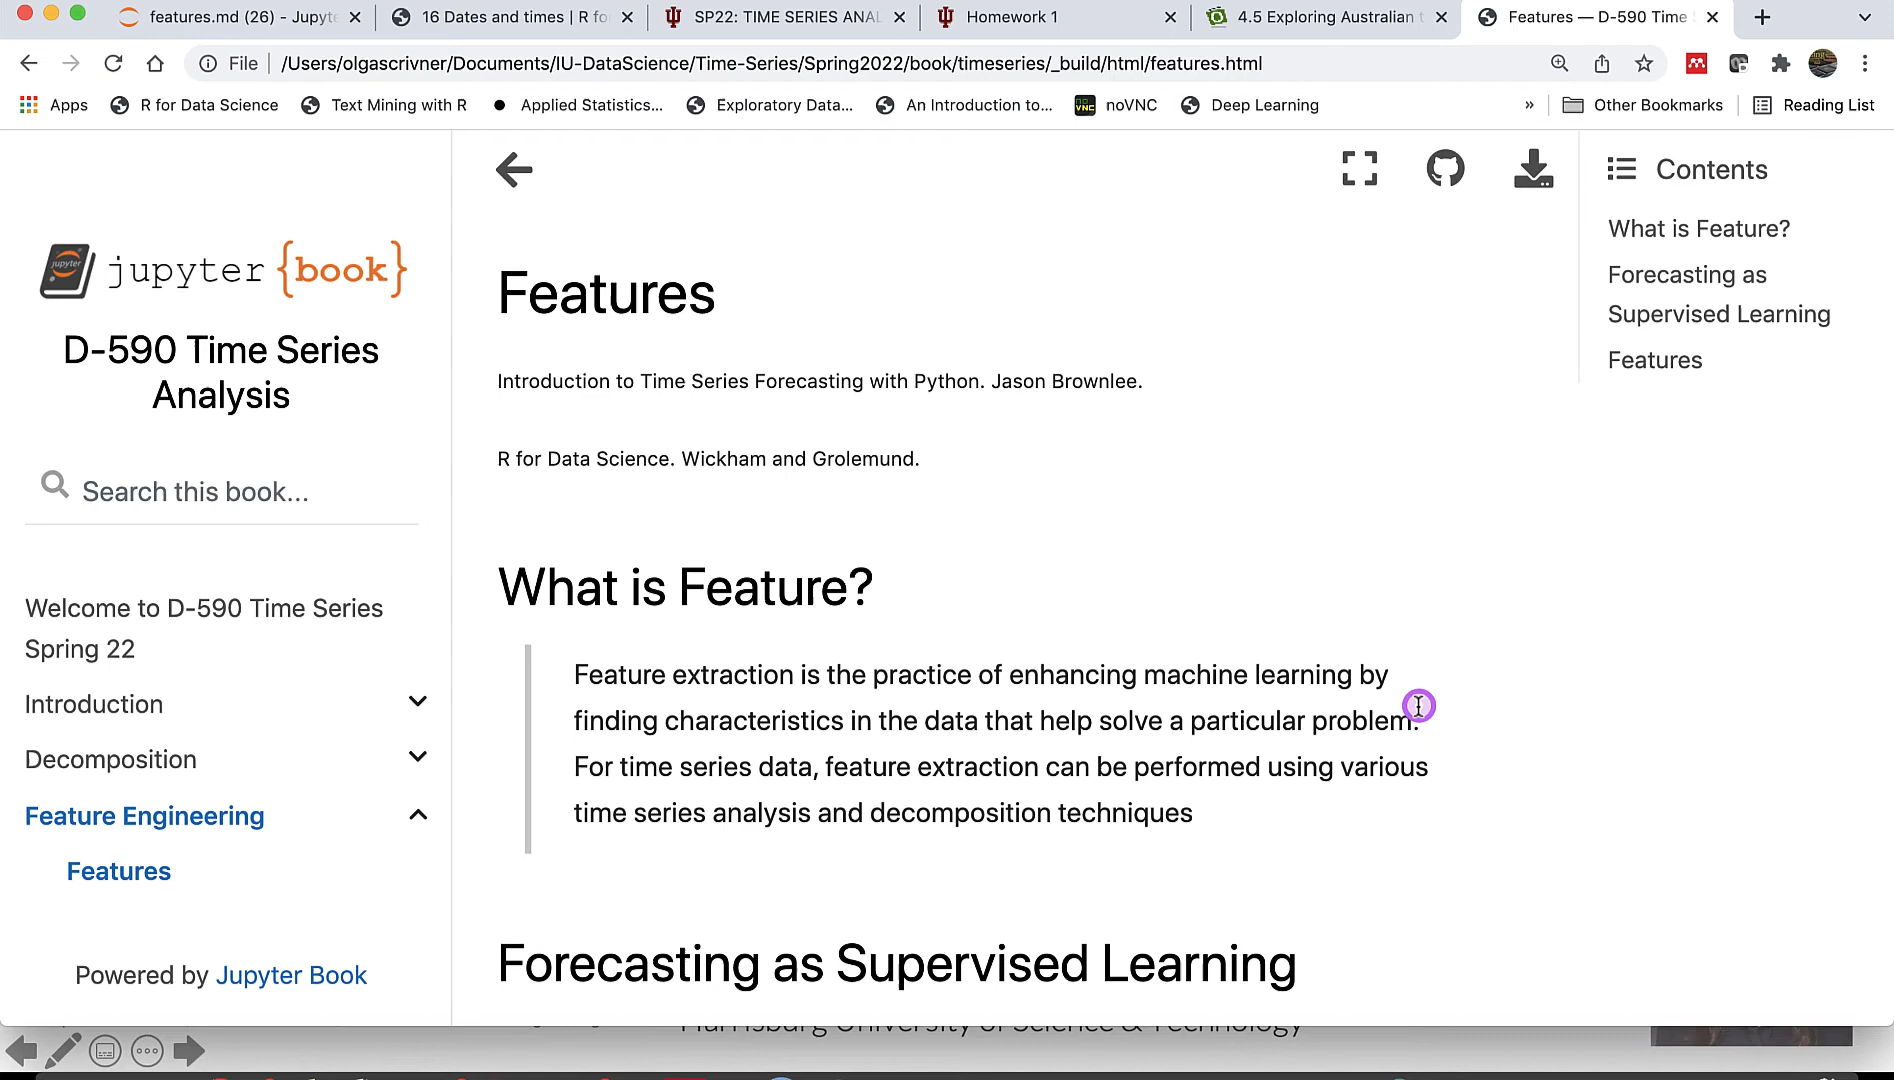 features.md (26) - Jupyte
16 Dates and times | R fo
SP22: TIME SERIES ANAL
Homework 1
4.5 Exploring Australian t
Features — D-590 Time S
File
/Users/olgascrivner/Documents/IU-DataScience/Time-Series/Spring2022/book/timeseries/_build/html/features.html
Apps
R for Data Science
Text Mining with R
Applied Statistics...
Exploratory Data...
An Introduction to...
noVNC
Deep Learning
»
Other Bookmarks
Reading List
jupyter {book}
D-590 Time Series
Analysis
Search this book...
Welcome to D-590 Time Series
Spring 22
Introduction
Decomposition
Feature Engineering
Features
Powered by Jupyter Book
Features
Introduction to Time Series Forecasting with Python. Jason Brownlee.
R for Data Science. Wickham and Grolemund.
What is Feature?
Feature extraction is the practice of enhancing machine learning by
finding characteristics in the data that help solve a particular problem.
For time series data, feature extraction can be performed using various
time series analysis and decomposition techniques
Forecasting as Supervised Learning
Contents
What is Feature?
Forecasting as
Supervised Learning
Features
Harrisburg University of Science & Technology